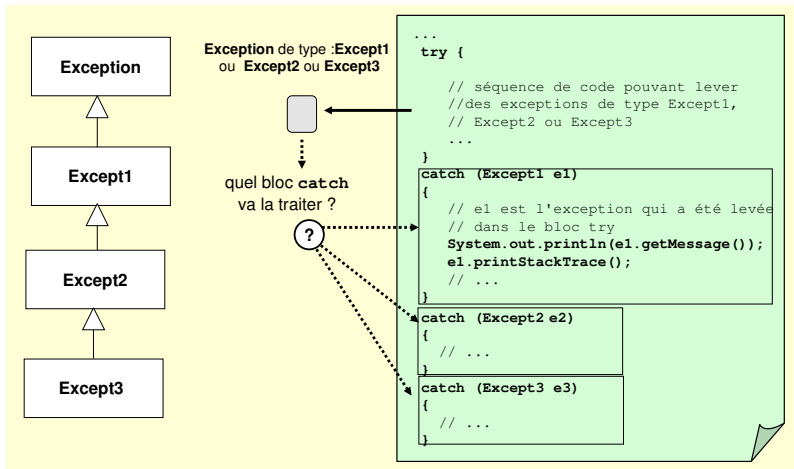 Exception
Except1
Except2
Except3
Exception de type :Except1
ou Except2 ou Except3
quel bloc catch
va la traiter ?
?
...
try {
// séquence de code pouvant lever
//des exceptions de type Except1,
// Except2 ou Except3
...
}
catch (Except1 e1)
{
// e1 est l'exception qui a été levée
// dans le bloc try
System.out.println(e1.getMessage());
e1.printStackTrace();
// ...
}
catch (Except2 e2)
{
// ...
}
catch (Except3 e3)
{
// ...
}